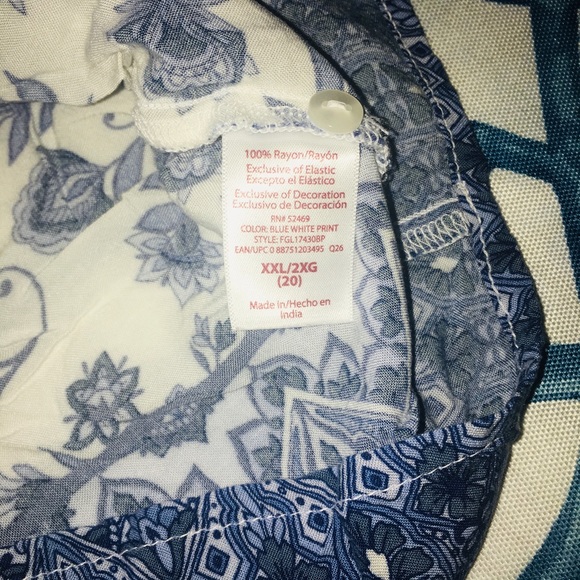 100% Rayon/Rayón
Exclusive of Elastic
Excepto el Elástico
Exclusive of Decoration
Exclusivo de Decoración
RN# 52469
COLOR: BLUE WHITE PRINT
STYLE: FGL17430BP
EAN/UPC 0 88751203495 Q26
XXL/2XG
(20)
Made in/Hecho en
India